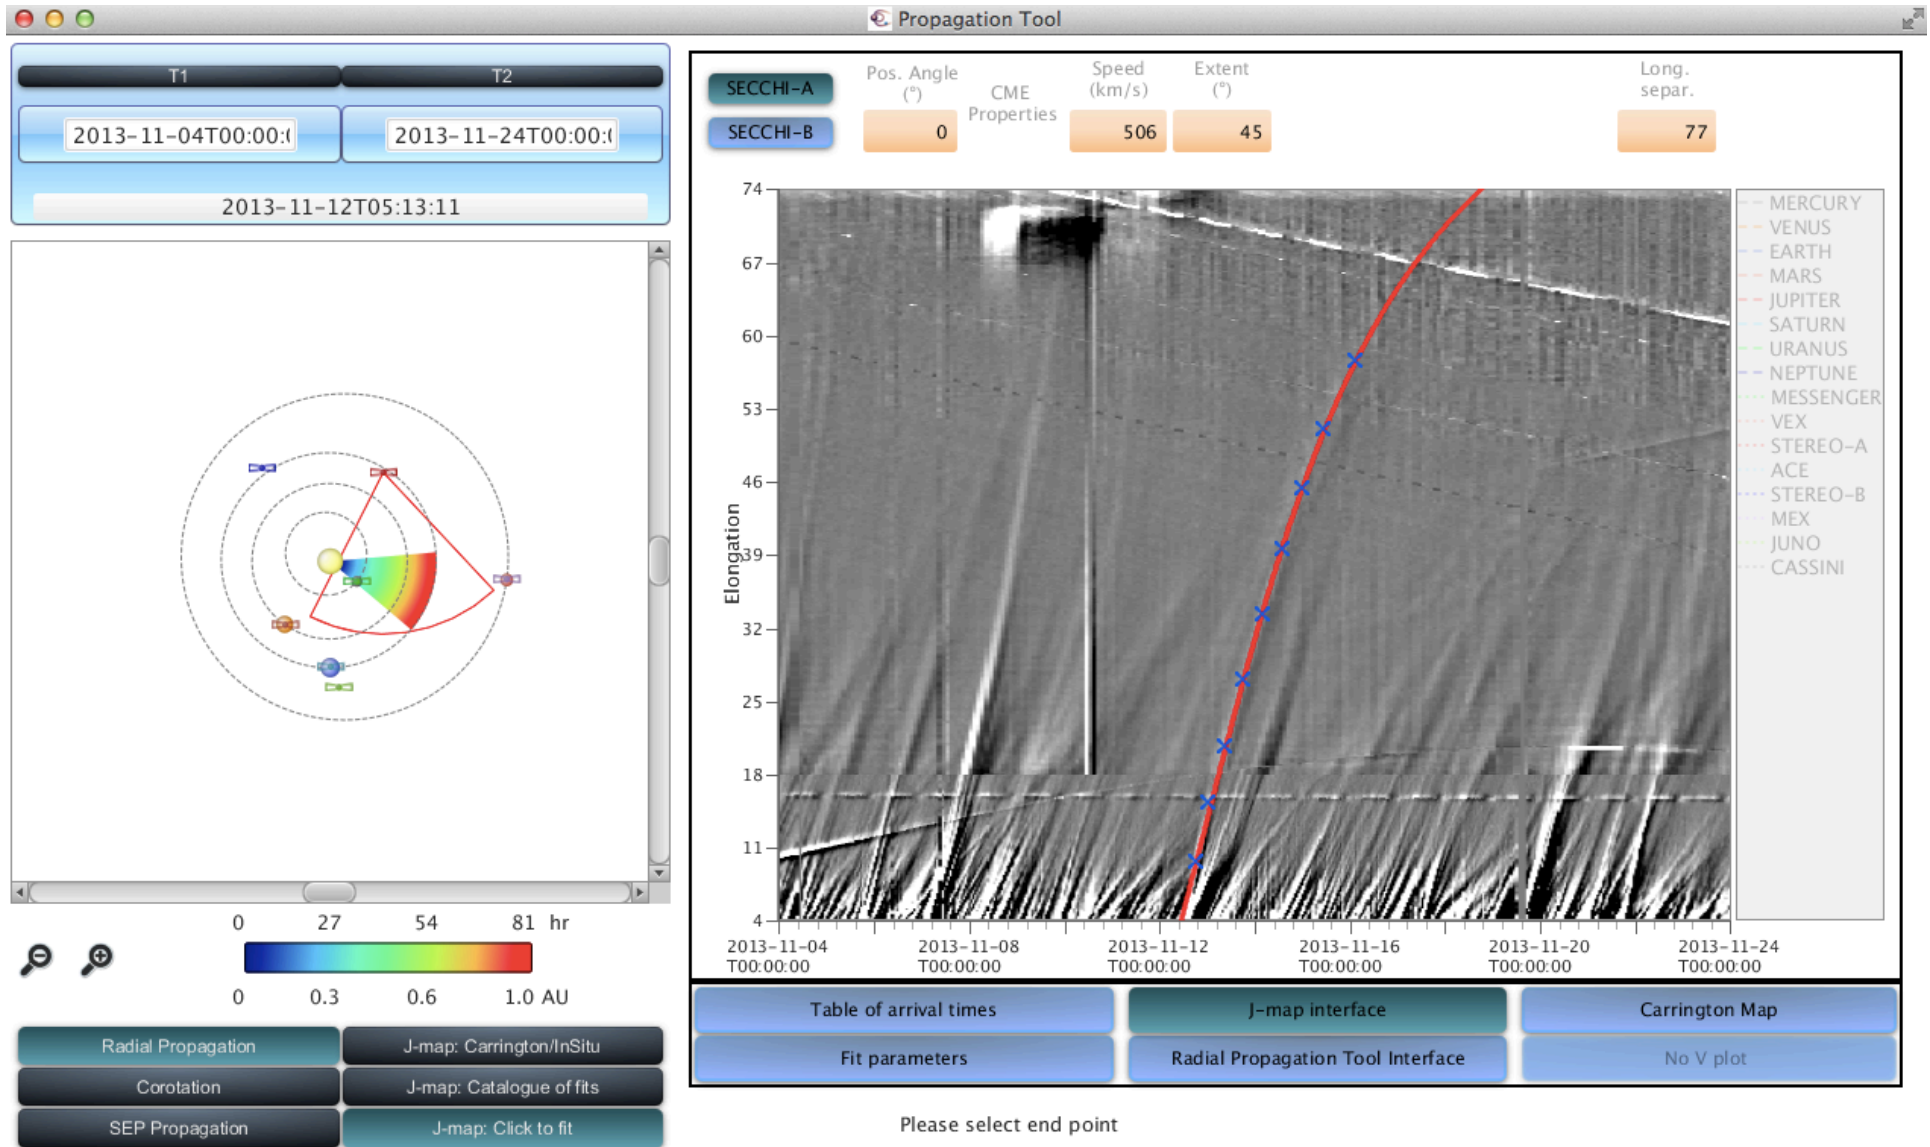 Propagation Tool
T1 T2
2013-11-04T00:00:0 2013-11-24T00:00:0
2013-11-12T05:13:11
SECCHI-A
SECCHI-B
Pos. Angle
(°)
0
CME
Properties
Speed
(km/s)
506
Extent
(°)
45
Long.
separ.
77
Elongation
74
67
60
53
46
39
32
25
18
11
4
2013-11-04 2013-11-08 2013-11-12 2013-11-16 2013-11-20 2013-11-24
T00:00:00 T00:00:00 T00:00:00 T00:00:00 T00:00:00 T00:00:00
MERCURY
VENUS
EARTH
MARS
JUPITER
SATURN
URANUS
NEPTUNE
MESSENGER
VEX
STEREO-A
ACE
STEREO-B
MEX
JUNO
CASSINI
0 27 54 81 hr
0 0.3 0.6 1.0 AU
Radial Propagation J-map: Carrington/InSitu
Corotation J-map: Catalogue of fits
SEP Propagation J-map: Click to fit
Table of arrival times J-map interface Carrington Map
Fit parameters Radial Propagation Tool Interface No V plot
Please select end point